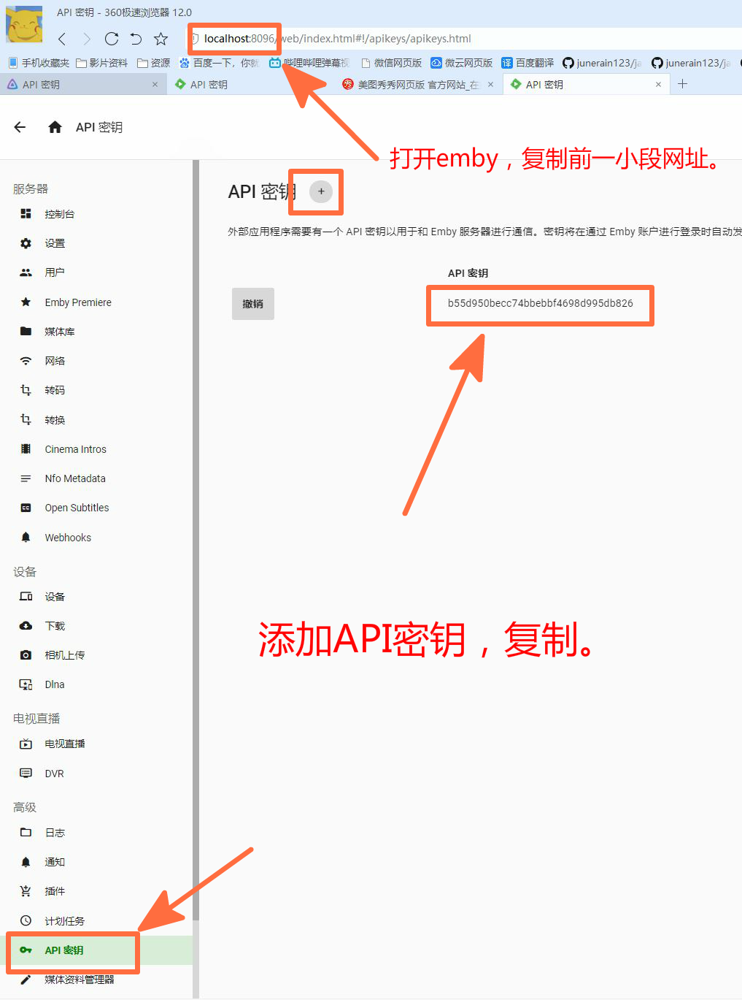 API 密钥 - 360极速浏览器 12.0
localhost:8096/web/index.html#!/apikeys/apikeys.html
手机收藏夹 影片资料 资源 百度一下，你就 哔哩哔哩弹幕视 微信网页版 微云网页版 百度翻译 junerain123/ja junerain123/ja
API 密钥 API 密钥 美图秀秀网页版 官方网站_在 API 密钥
API 密钥
打开emby，复制前一小段网址。
服务器
控制台
设置
用户
Emby Premiere
媒体库
网络
转码
转换
Cinema Intros
Nfo Metadata
Open Subtitles
Webhooks
设备
设备
下载
相机上传
Dlna
电视直播
电视直播
DVR
高级
日志
通知
插件
计划任务
API 密钥
媒体资料管理器
API 密钥 +
外部应用程序需要有一个 API 密钥以用于和 Emby 服务器进行通信。密钥将在通过 Emby 账户进行登录时自动发
API 密钥
撤销
b55d950becc74bbebbf4698d995db826
添加API密钥，复制。